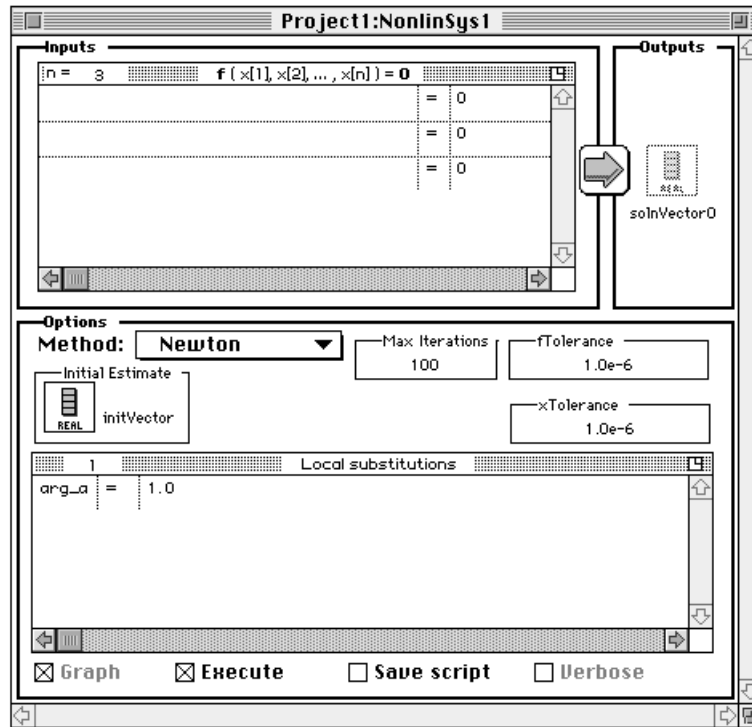 Project1:NonlinSys1
Inputs
Outputs
n = 3 f ( x[1], x[2], ... , x[n] ) = 0
= 0
= 0
= 0
REAL
solnVector0
Options
Method: Newton
Max Iterations
100
fTolerance
1.0e-6
Initial Estimate
REAL
initVector
xTolerance
1.0e-6
1 Local substitutions
arg_a = 1.0
Graph Execute Save script Verbose